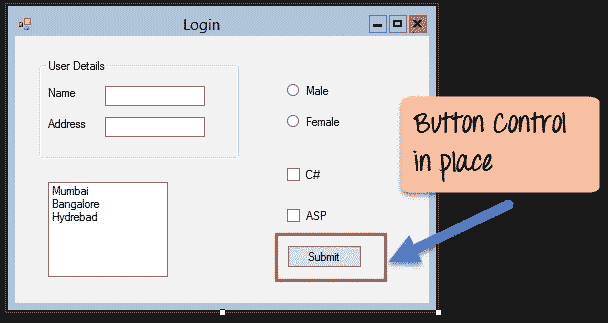 Login
User Details
Name
Address
Male
Female
C#
ASP
Mumbai
Bangalore
Hydrebad
Submit
Button Control
in place